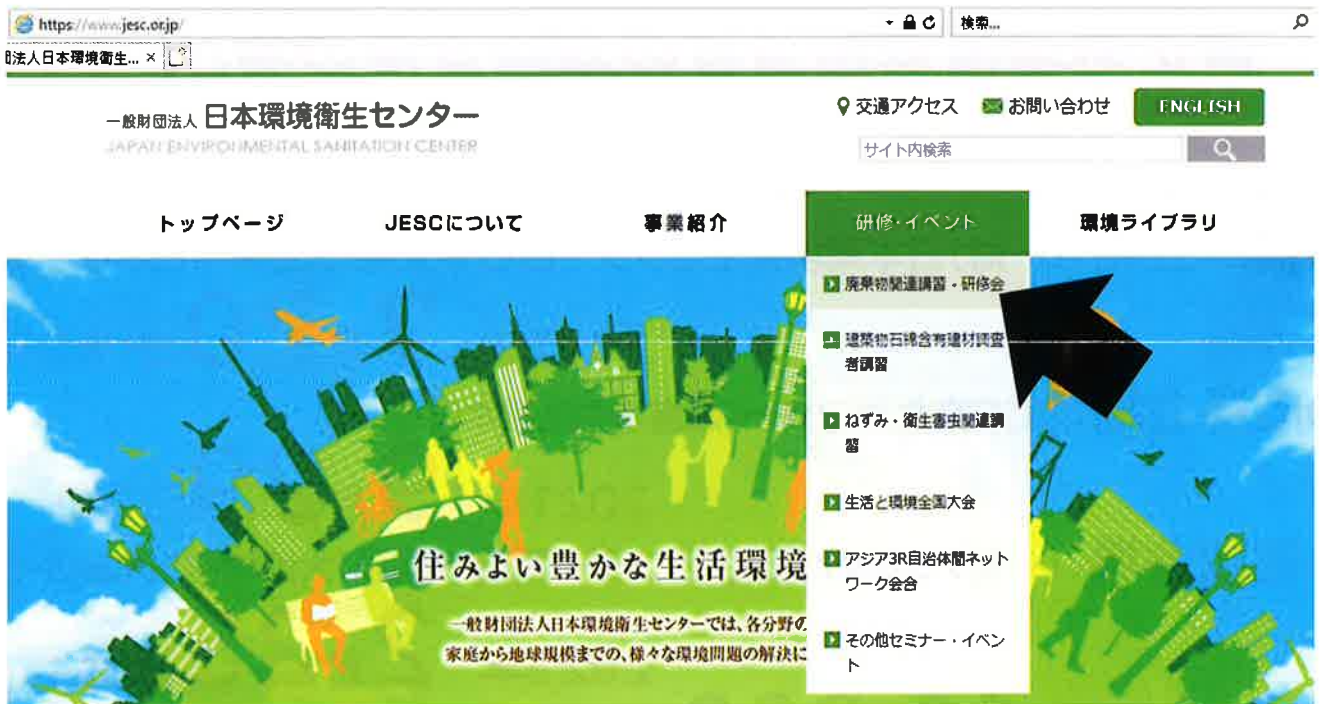 https://www.jesc.or.jp/
検索...
団法人日本環境衛生... ×
一般財団法人 日本環境衛生センター
JAPAN ENVIRONMENTAL SANITATION CENTER
交通アクセス
お問い合わせ
ENGLISH
サイト内検索
トップページ
JESCについて
事業紹介
研修・イベント
環境ライブラリ
廃棄物関連講習・研修会
建築物石綿含有建材調査
者講習
ねずみ・衛生害虫関連講
習
生活と環境全国大会
アジア3R自治体間ネット
ワーク会合
その他セミナー・イベン
ト
住みよい豊かな生活環境
一般財団法人日本環境衛生センターでは、各分野の
家庭から地球規模までの、様々な環境問題の解決に